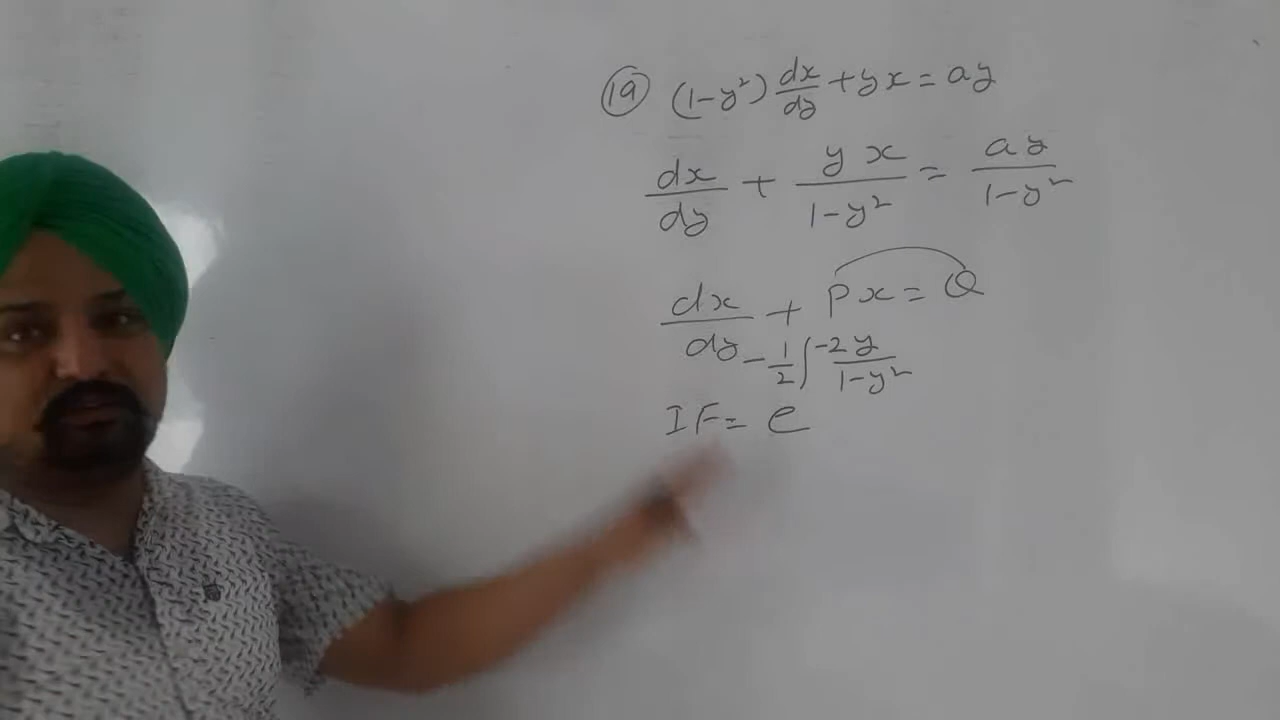 (19) (1-y²) dx/dy + yx = ay
dx/dy + yx/1-y² = ay/1-y²
dx/dy + Px = Q
IF = e^(-1/2 ∫ -2y/1-y²)